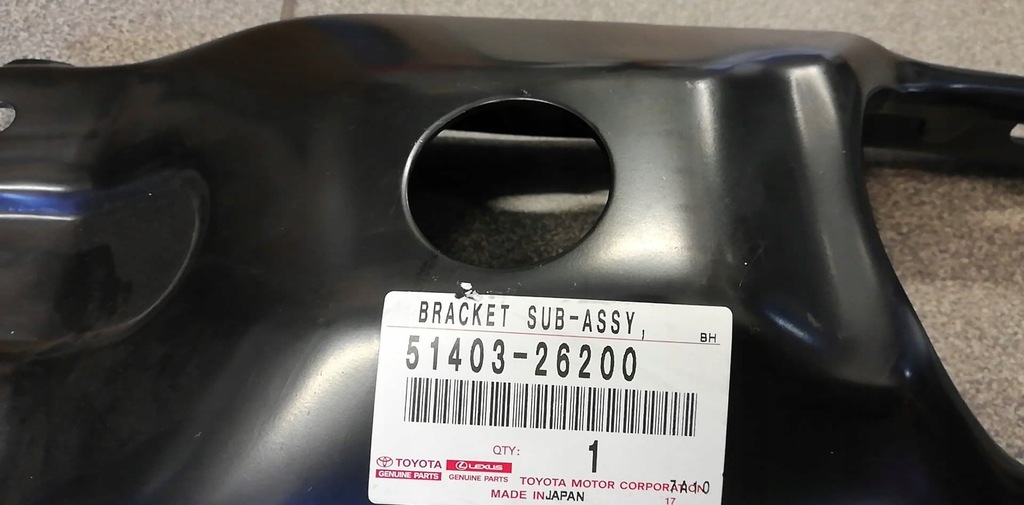 BRACKET SUB-ASSY,
BH
51403-26200
QTY: 1
TOYOTA LEXUS
GENUINE PARTS GENUINE PARTS
TOYOTA MOTOR CORPORATION 7A10
MADE IN JAPAN 17